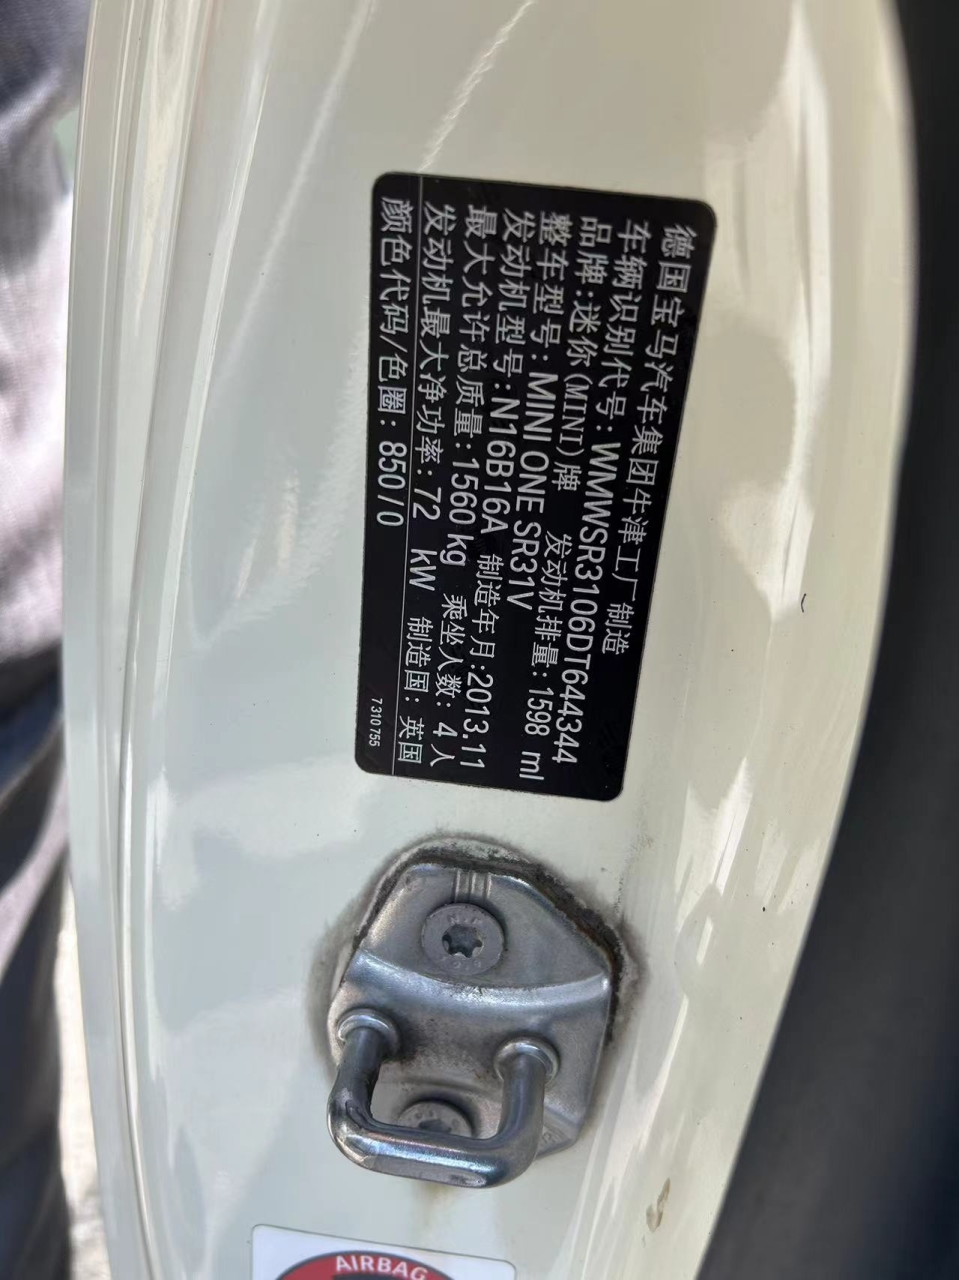 德国宝马汽车集团牛津工厂制造
车辆识别代号: WMWSR3106DT644344
品牌:迷你(MINI)牌 发动机排量: 1598 ml
整车型号: MINI ONE SR31V
发动机型号: N16B16A 制造年月:2013.11
最大允许总质量:1560kg 乘坐人数: 4人
发动机最大净功率: 72 kW 制造国: 英国
颜色代码/色圈: 850/0 7310755
AIRBAG